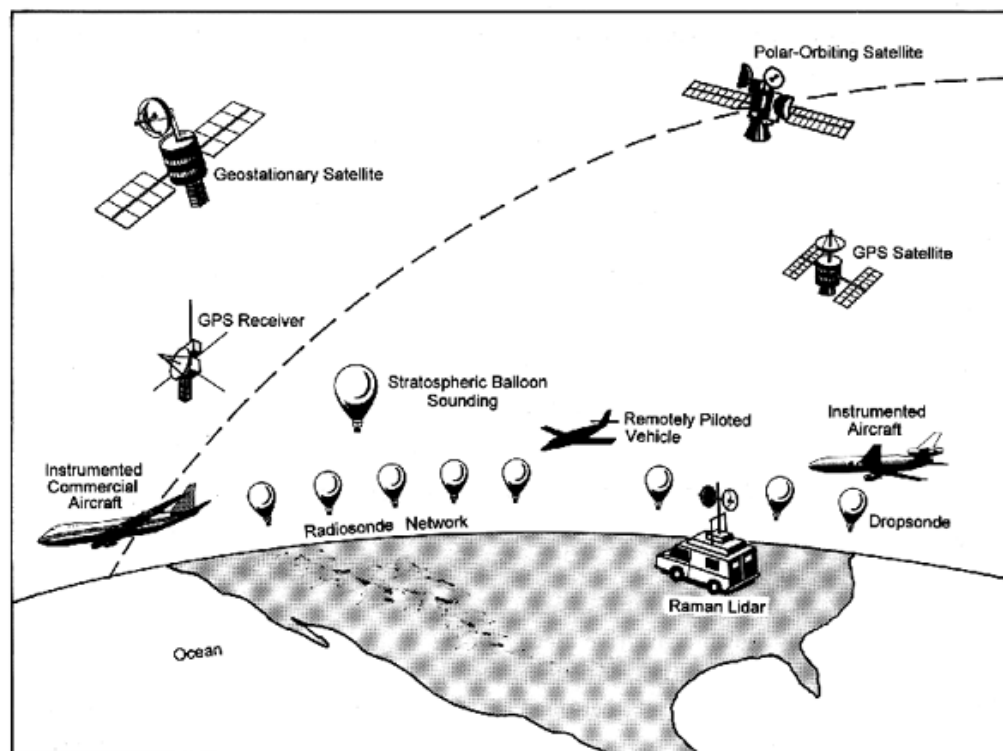 Polar-Orbiting Satellite
Geostationary Satellite
GPS Satellite
GPS Receiver
Stratospheric Balloon
Sounding
Remotely Piloted
Vehicle
Instrumented
Aircraft
Instrumented
Commercial
Aircraft
Radiosonde Network
Dropsonde
Raman Lidar
Ocean